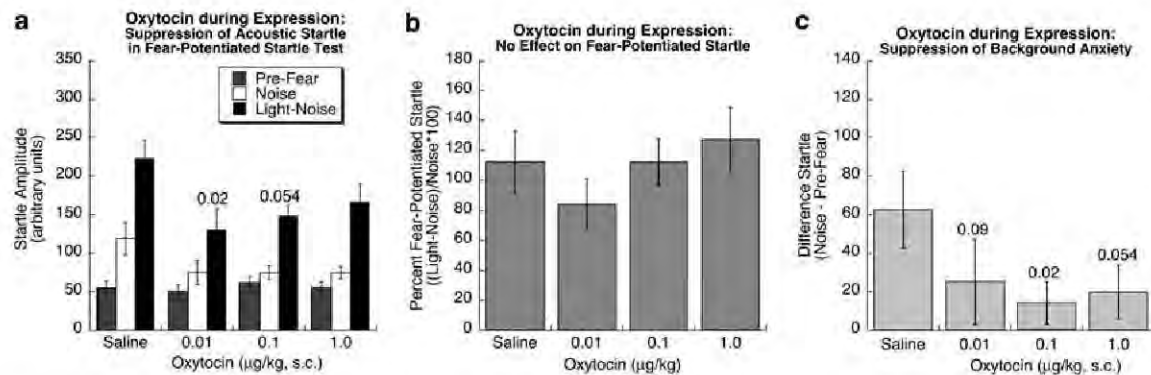 a
Oxytocin during Expression:
Suppression of Acoustic Startle
in Fear-Potentiated Startle Test
Startle Amplitude
(arbitrary units)
350
300
250
200
150
100
50
0
Pre-Fear
Noise
Light-Noise
0.02
0.054
Saline 0.01 0.1 1.0
Oxytocin (µg/kg, s.c.)
b
Oxytocin during Expression:
No Effect on Fear-Potentiated Startle
Percent Fear-Potentiated Startle
((Light-Noise)/Noise*100)
200
180
160
140
120
100
80
60
40
20
0
Saline 0.01 0.1 1.0
Oxytocin (µg/kg)
c
Oxytocin during Expression:
Suppression of Background Anxiety
Difference Startle
(Noise - Pre-Fear)
140
120
100
80
60
40
20
0
0.09
0.02
0.054
Saline 0.01 0.1 1.0
Oxytocin (µg/kg, s.c.)